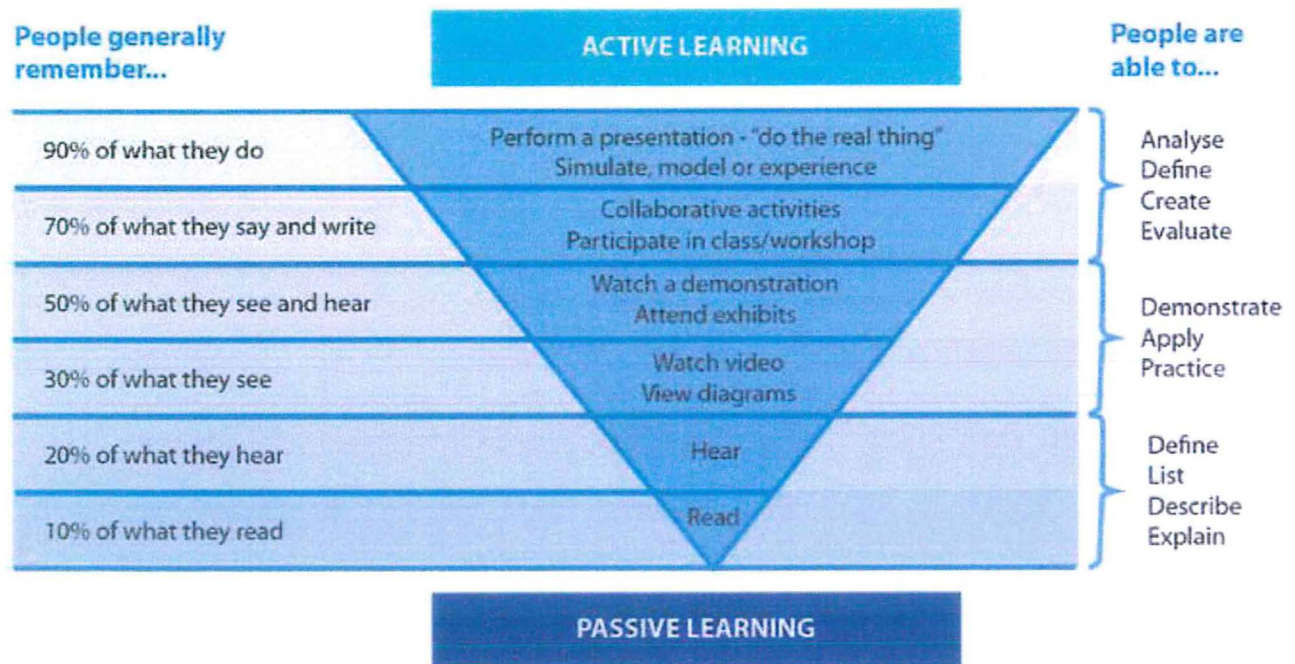 People generally
remember...
ACTIVE LEARNING
People are
able to...
90% of what they do
Perform a presentation - "do the real thing"
Simulate, model or experience
70% of what they say and write
Collaborative activities
Participate in class/workshop
Analyse
Define
Create
Evaluate
50% of what they see and hear
Watch a demonstration
Attend exhibits
30% of what they see
Watch video
View diagrams
Demonstrate
Apply
Practice
20% of what they hear
Hear
10% of what they read
Read
Define
List
Describe
Explain
PASSIVE LEARNING